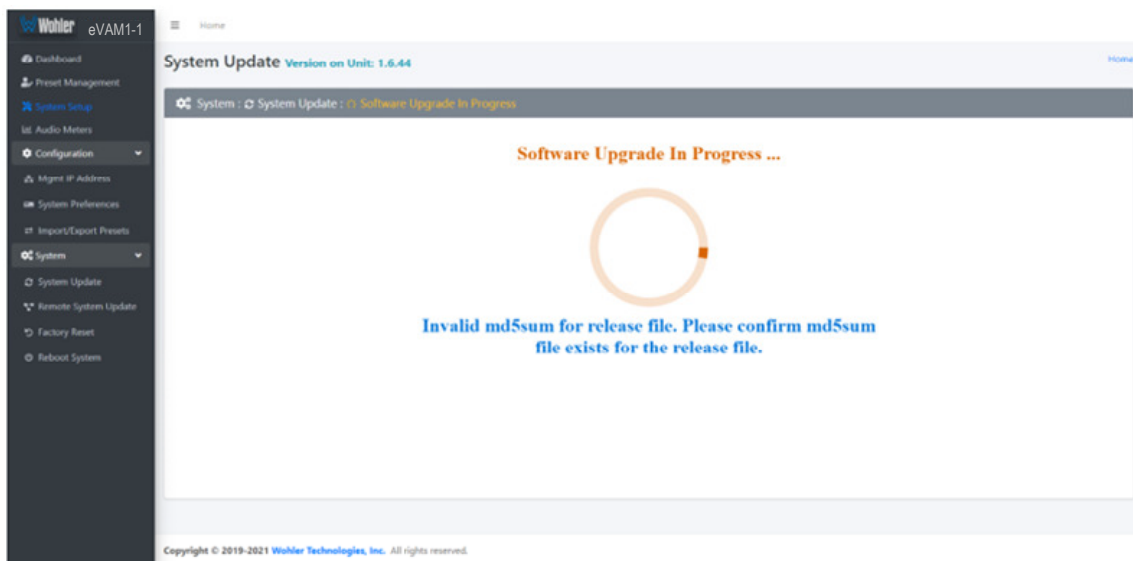 Wohler eVAM1-1
Home
Dashboard
System Update Version on Unit: 1.6.44
Home
Preset Management
System Setup
System : System Update : Software Upgrade In Progress
Audio Meters
Configuration
Software Upgrade In Progress ...
Mgmt IP Address
System Preferences
Import/Export Presets
System
System Update
Remote System Update
Factory Reset
Reboot System
Invalid md5sum for release file. Please confirm md5sum
file exists for the release file.
Copyright © 2019-2021 Wohler Technologies, Inc. All rights reserved.